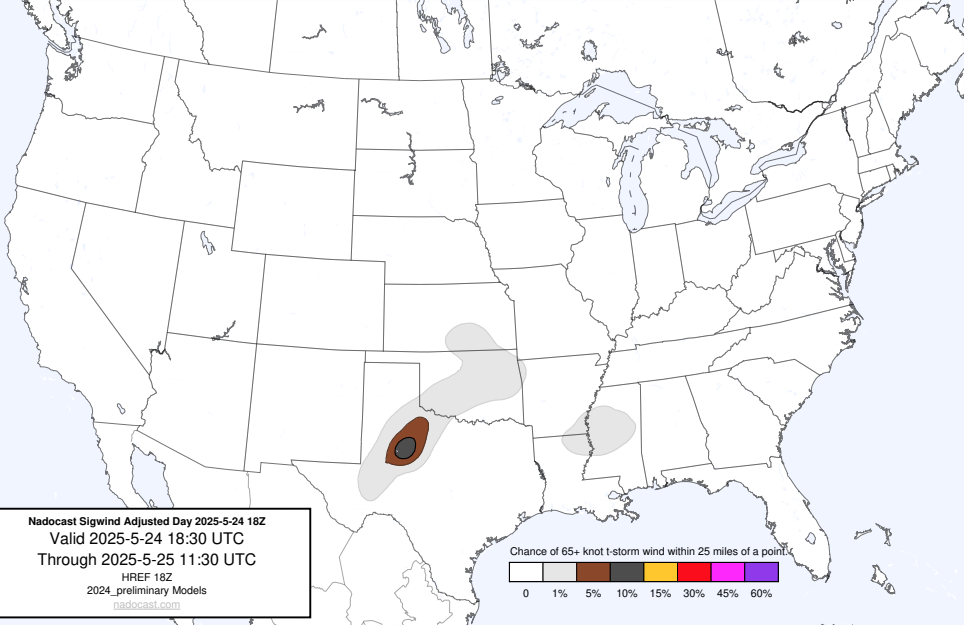 Nadocast Sigwind Adjusted Day 2025-5-24 18Z
Valid 2025-5-24 18:30 UTC
Through 2025-5-25 11:30 UTC
HREF 18Z
2024_preliminary Models
nadocast.com
Chance of 65+ knot t-storm wind within 25 miles of a point.
0 1% 5% 10% 15% 30% 45% 60%